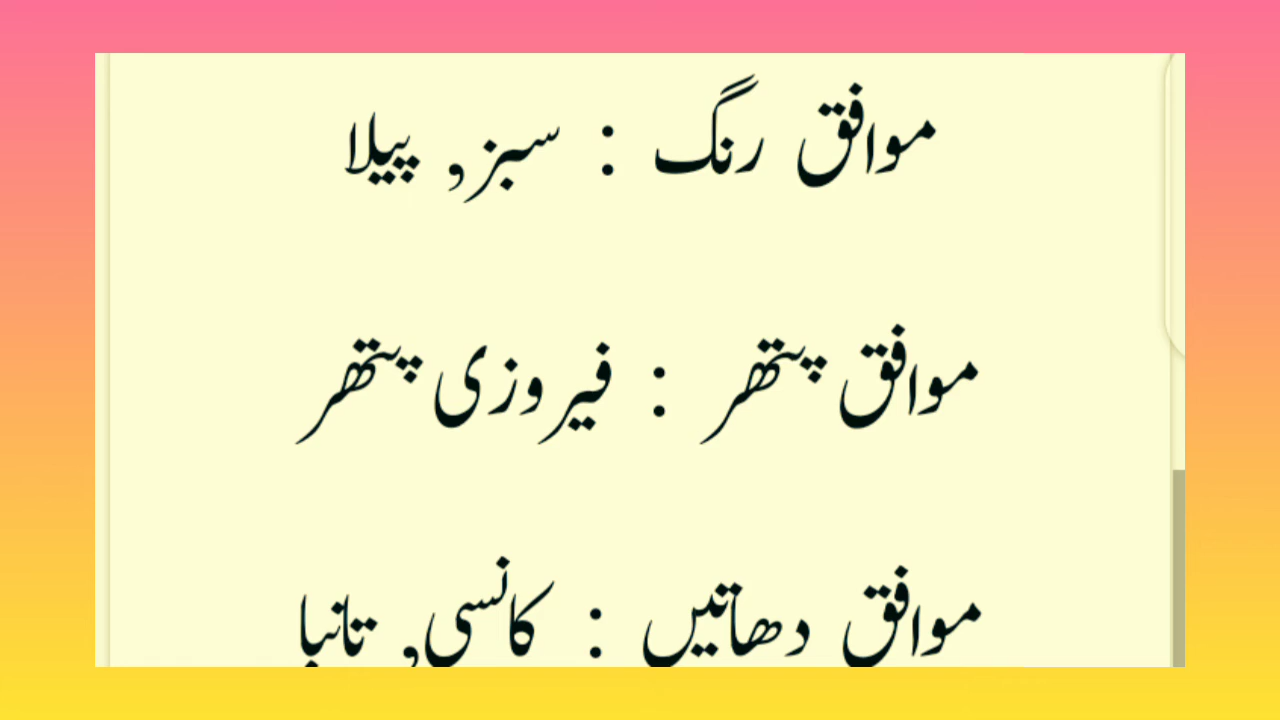 موافق رنگ : سبز, پیلا
موافق پتھر : فیروزی پتھر
موافق دھاتیں : کانسی, تانبا